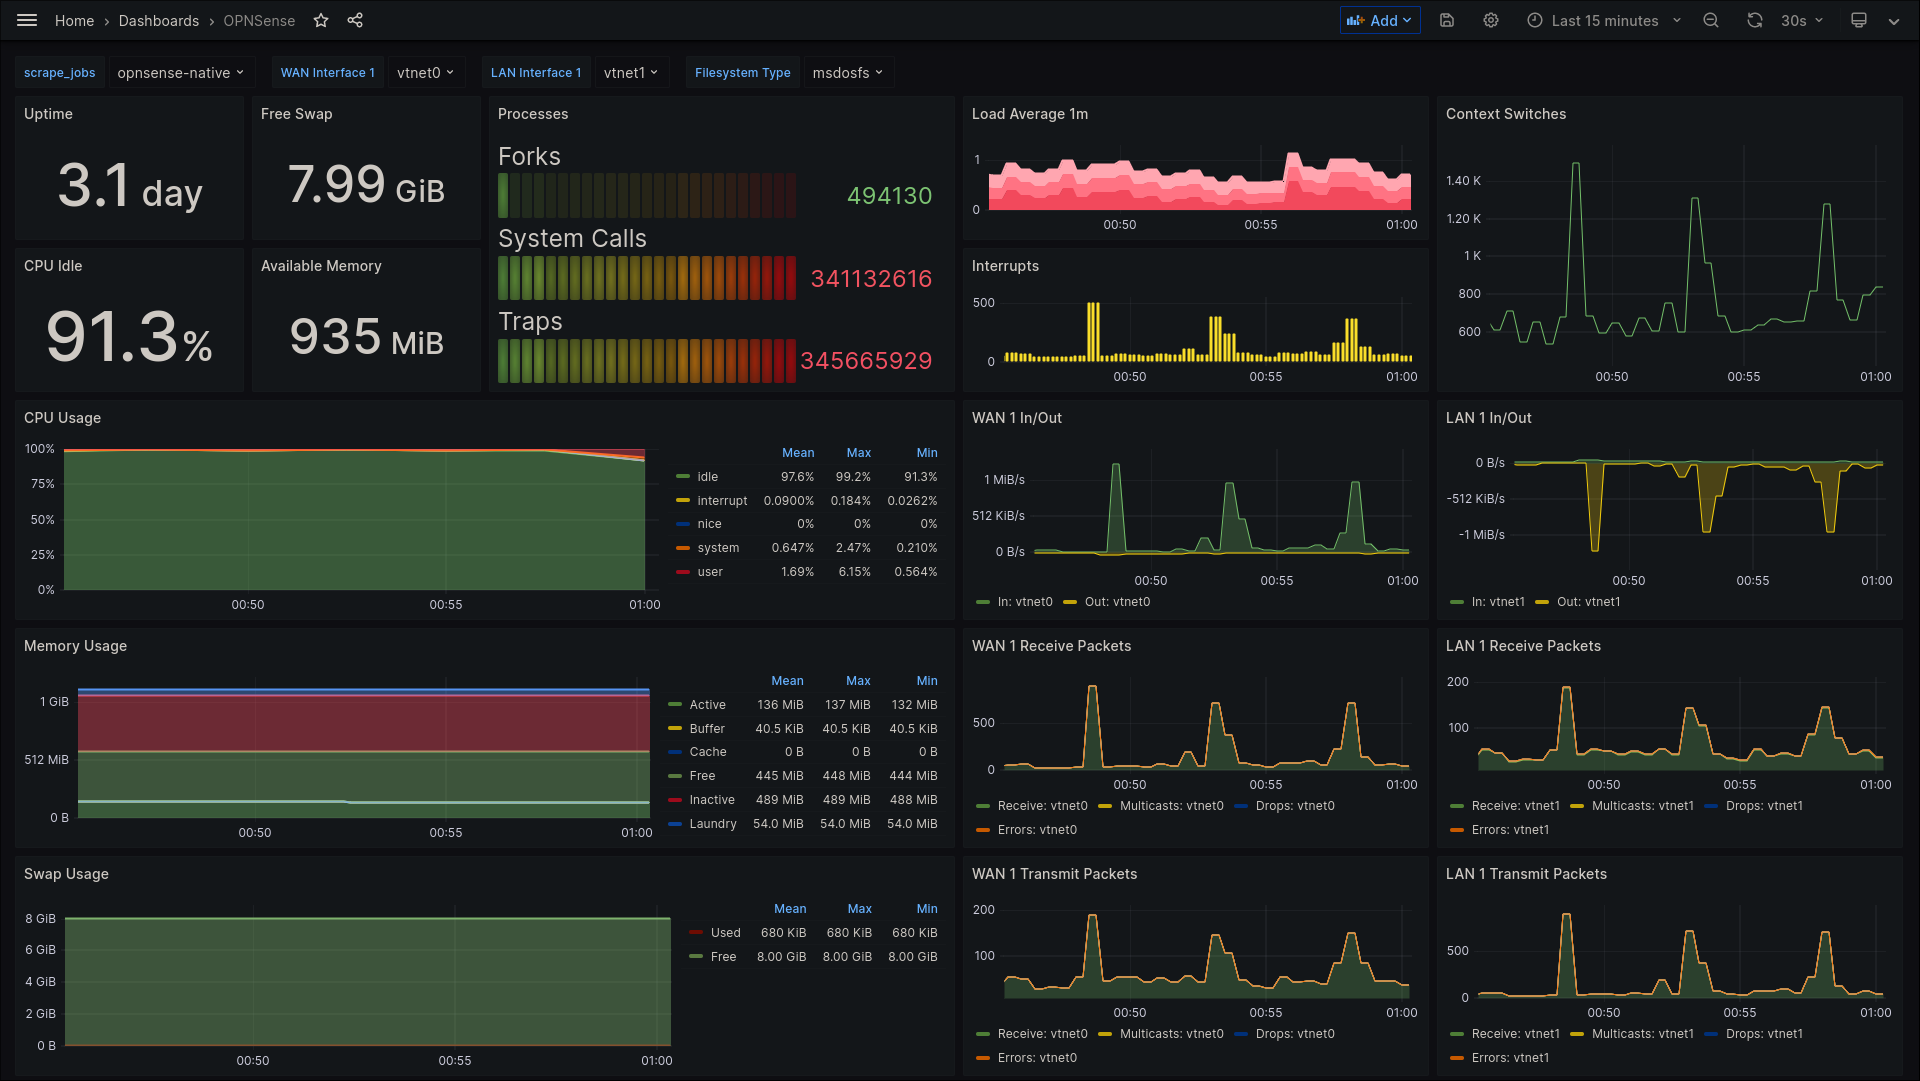 Home › Dashboards › OPNSense
Add
Last 15 minutes
30s
scrape_jobs opnsense-native WAN Interface 1 vtnet0 LAN Interface 1 vtnet1 Filesystem Type msdosfs
Uptime
3.1 day
Free Swap
7.99 GiB
CPU Idle
91.3%
Available Memory
935 MiB
Processes
Forks
494130
System Calls
341132616
Traps
345665929
Load Average 1m
1
0
00:50 00:55 01:00
Interrupts
500
0
00:50 00:55 01:00
Context Switches
1.40 K
1.20 K
1 K
800
600
00:50 00:55 01:00
CPU Usage
100%
75%
50%
25%
0%
00:50 00:55 01:00
Mean Max Min
idle 97.6% 99.2% 91.3%
interrupt 0.0900% 0.184% 0.0262%
nice 0% 0% 0%
system 0.647% 2.47% 0.210%
user 1.69% 6.15% 0.564%
WAN 1 In/Out
1 MiB/s
512 KiB/s
0 B/s
00:50 00:55 01:00
In: vtnet0 Out: vtnet0
LAN 1 In/Out
0 B/s
-512 KiB/s
-1 MiB/s
00:50 00:55 01:00
In: vtnet1 Out: vtnet1
Memory Usage
1 GiB
512 MiB
0 B
00:50 00:55 01:00
Mean Max Min
Active 136 MiB 137 MiB 132 MiB
Buffer 40.5 KiB 40.5 KiB 40.5 KiB
Cache 0 B 0 B 0 B
Free 445 MiB 448 MiB 444 MiB
Inactive 489 MiB 489 MiB 488 MiB
Laundry 54.0 MiB 54.0 MiB 54.0 MiB
WAN 1 Receive Packets
500
0
00:50 00:55 01:00
Receive: vtnet0 Multicasts: vtnet0 Drops: vtnet0
Errors: vtnet0
LAN 1 Receive Packets
200
100
00:50 00:55 01:00
Receive: vtnet1 Multicasts: vtnet1 Drops: vtnet1
Errors: vtnet1
Swap Usage
8 GiB
6 GiB
4 GiB
2 GiB
0 B
00:50 00:55 01:00
Mean Max Min
Used 680 KiB 680 KiB 680 KiB
Free 8.00 GiB 8.00 GiB 8.00 GiB
WAN 1 Transmit Packets
200
100
00:50 00:55 01:00
Receive: vtnet0 Multicasts: vtnet0 Drops: vtnet0
Errors: vtnet0
LAN 1 Transmit Packets
500
0
00:50 00:55 01:00
Receive: vtnet1 Multicasts: vtnet1 Drops: vtnet1
Errors: vtnet1